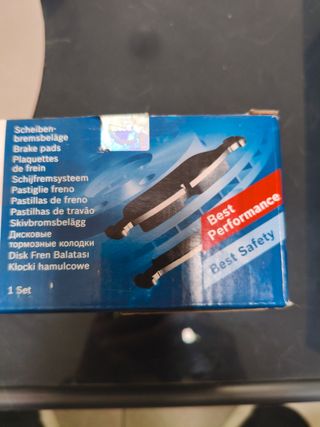 Scheiben-
bremsbeläge
Brake pads
Plaquettes
de frein
Schijfremsysteem
Pastiglie freno
Pastillas de freno
Pastilhas de travão
Skivbromsbelägg
Дисковые
тормозные колодки
Disk Fren Balatası
Klocki hamulcowe
1 Set
Best
Performance
Best Safety